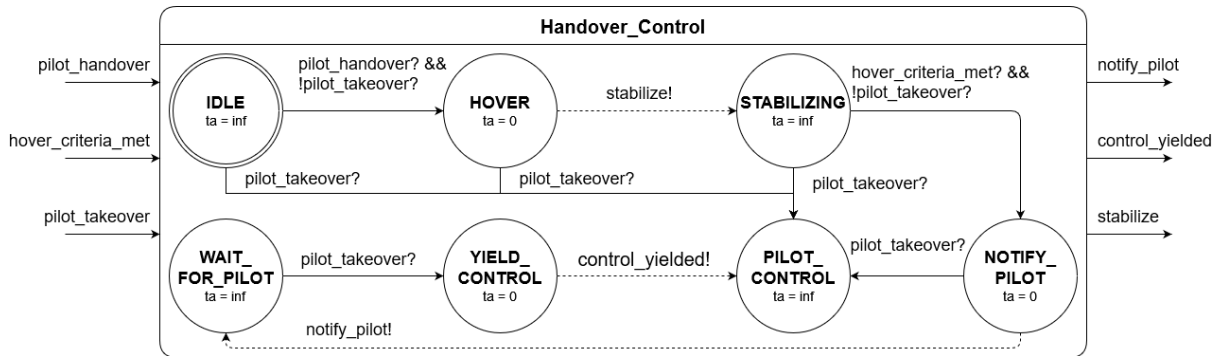 Handover_Control
pilot_handover
hover_criteria_met
pilot_takeover
IDLE
ta = inf
pilot_handover? &&
!pilot_takeover?
HOVER
ta = 0
stabilize!
STABILIZING
ta = inf
hover_criteria_met? &&
!pilot_takeover?
pilot_takeover?
pilot_takeover?
pilot_takeover?
WAIT_
FOR_PILOT
ta = inf
pilot_takeover?
YIELD_
CONTROL
ta = 0
control_yielded!
PILOT_
CONTROL
ta = inf
pilot_takeover?
NOTIFY_
PILOT
ta = 0
notify_pilot!
notify_pilot
control_yielded
stabilize